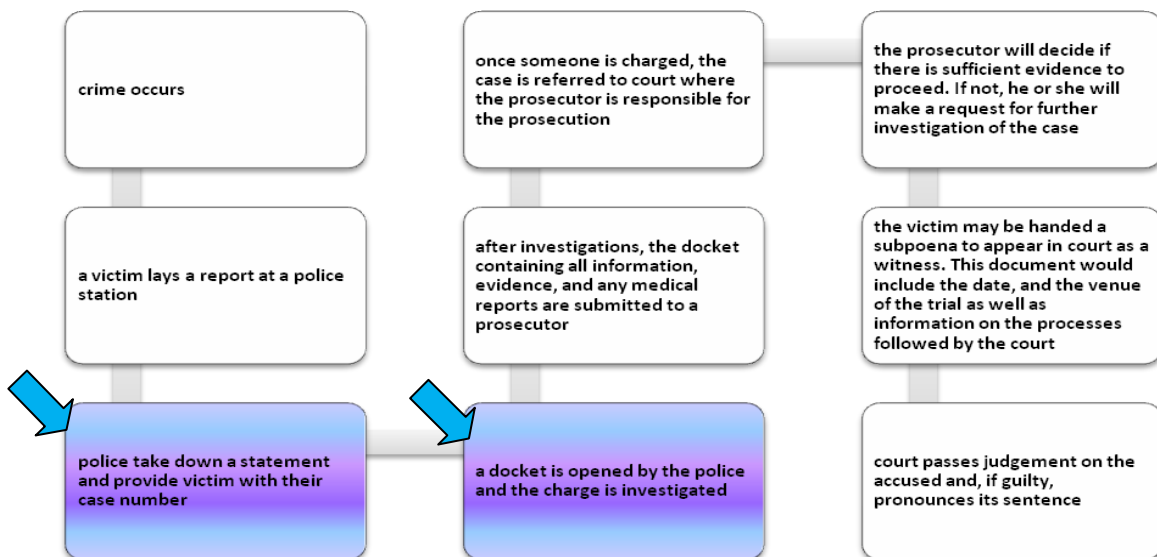 crime occurs
a victim lays a report at a police
station
police take down a statement
and provide victim with their
case number
a docket is opened by the police
and the charge is investigated
after investigations, the docket
containing all information,
evidence, and any medical
reports are submitted to a
prosecutor
once someone is charged, the
case is referred to court where
the prosecutor is responsible for
the prosecution
the prosecutor will decide if
there is sufficient evidence to
proceed. If not, he or she will
make a request for further
investigation of the case
the victim may be handed a
subpoena to appear in court as a
witness. This document would
include the date, and the venue
of the trial as well as
information on the processes
followed by the court
court passes judgement on the
accused and, if guilty,
pronounces its sentence